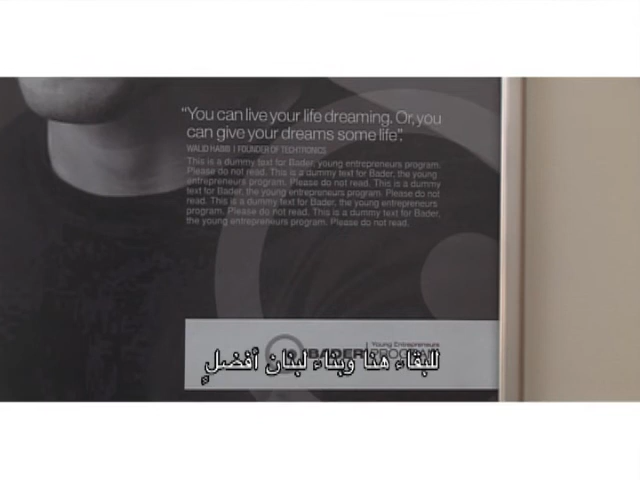 “You can live your life dreaming. Or, you
can give your dreams some life”.
WALID HABIB | FOUNDER OF TECHTRONICS
This is a dummy text for Bader, young entrepreneurs program.
Please do not read. This is a dummy text for Bader, the young
entrepreneurs program. Please do not read. This is a dummy
text for Bader, the young entrepreneurs program. Please do not
read. This is a dummy text for Bader, the young entrepreneurs
program. Please do not read. This is a dummy text for Bader,
the young entrepreneurs program. Please do not read.
Young Entrepreneurs
BADER PROGRAM
للبقاء هنا وبناء لبنان أفضلٍ